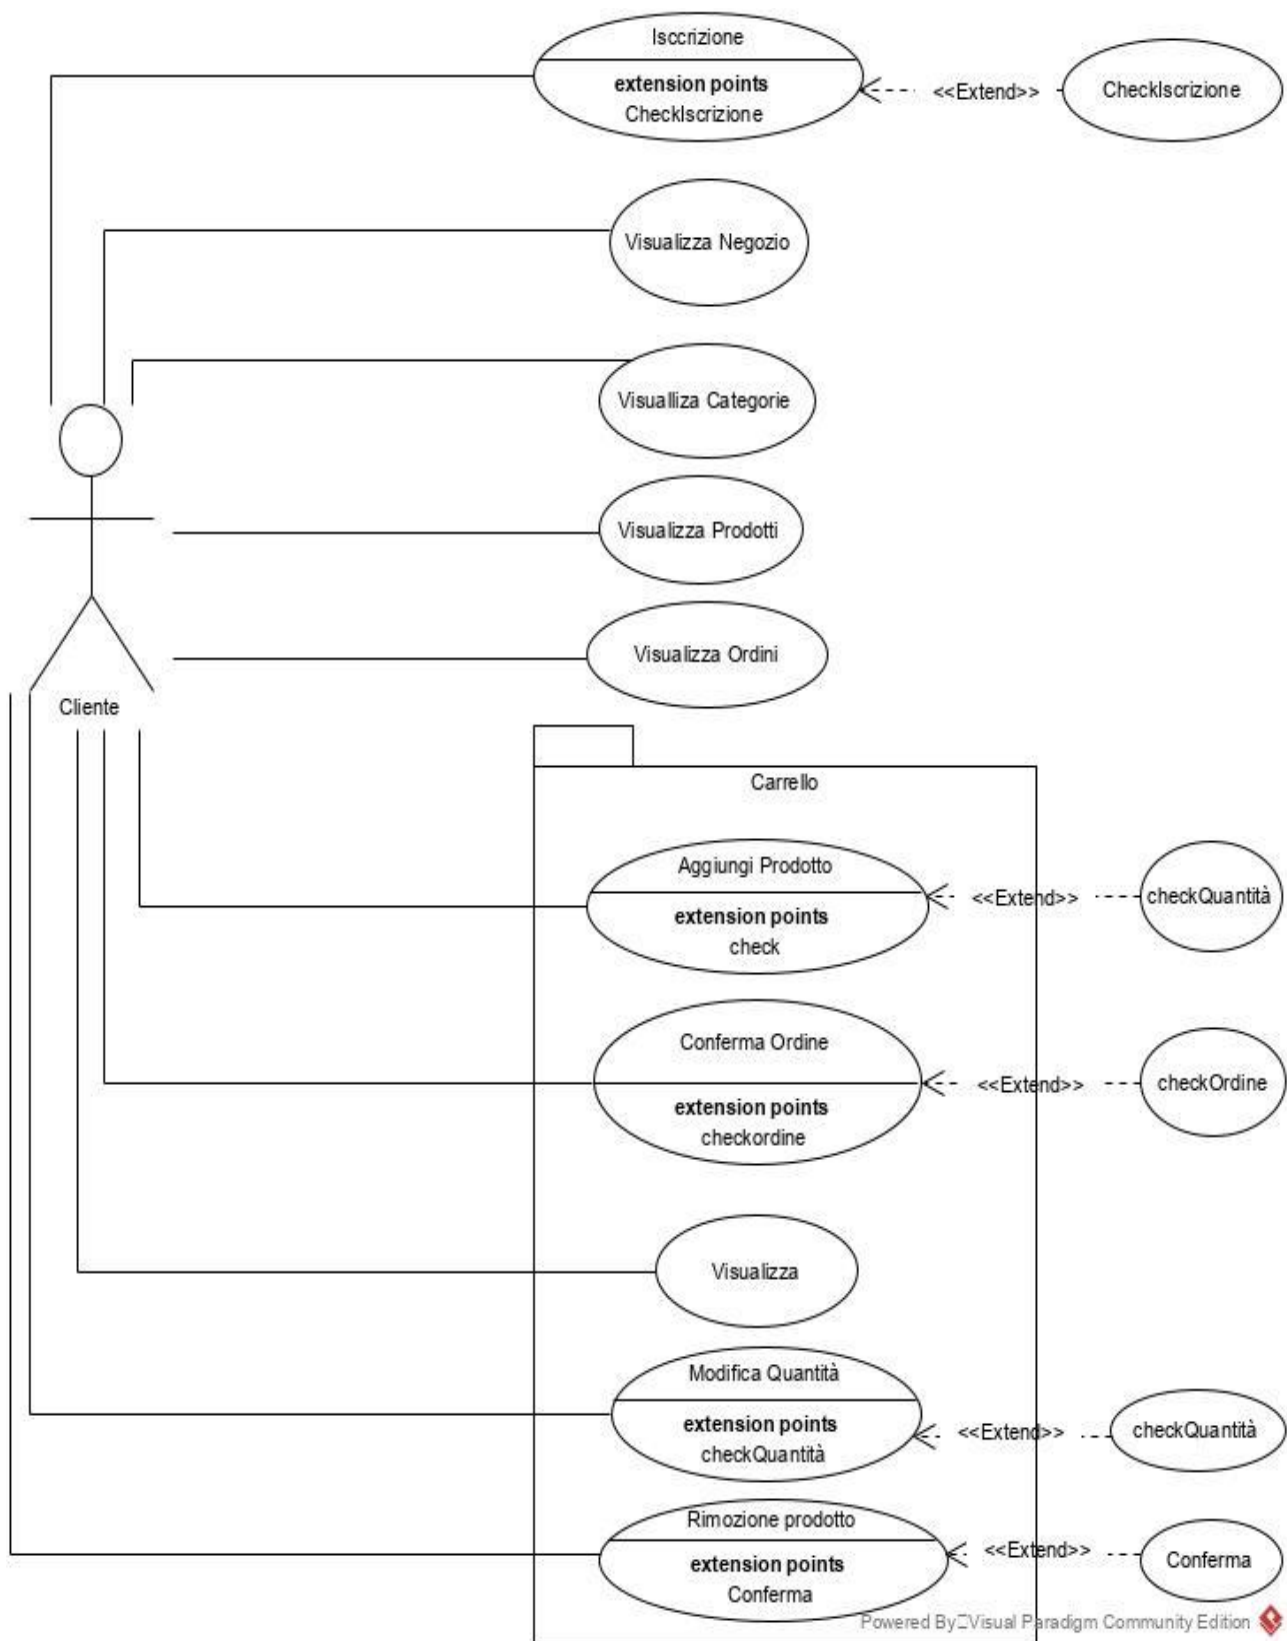 Isccrizione
extension points
CheckIscrizione
<<Extend>>
CheckIscrizione
Visualizza Negozio
Visualliza Categorie
Visualizza Prodotti
Visualizza Ordini
Cliente
Carrello
Aggiungi Prodotto
extension points
check
<<Extend>>
checkQuantità
Conferma Ordine
extension points
checkordine
<<Extend>>
checkOrdine
Visualizza
Modifica Quantità
extension points
checkQuantità
<<Extend>>
checkQuantità
Rimozione prodotto
extension points
Conferma
<<Extend>>
Conferma
Powered By Visual Paradigm Community Edition